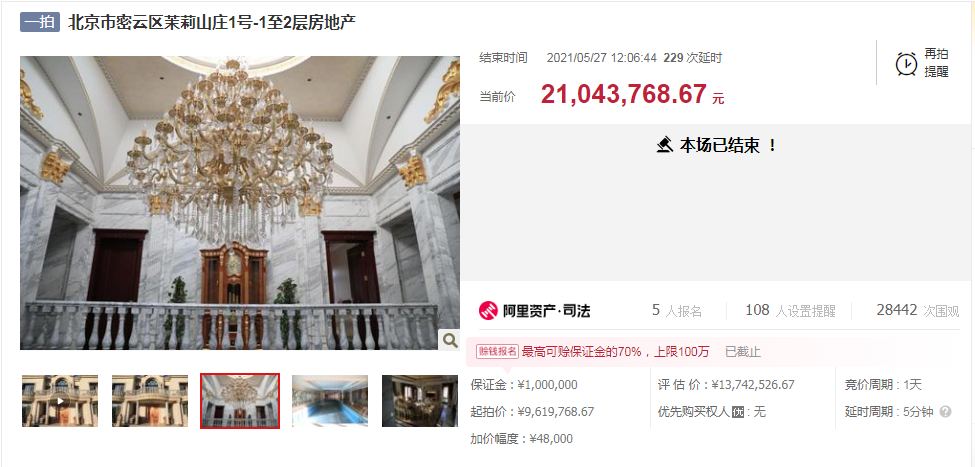 一拍 北京市密云区茉莉山庄1号-1至2层房地产
结束时间 2021/05/27 12:06:44 229 次延时
当前价 21,043,768.67 元
再拍
提醒
本场已结束 ！
阿里资产·司法 5 人报名 108 人设置提醒 28442 次围观
赊钱报名 最高可赊保证金的70%，上限100万 已截止
保证金 : ¥1,000,000 评 估 价 : ¥13,742,526.67 竞价周期 : 1天
起拍价 : ¥9,619,768.67 优先购买权人 优 : 无 延时周期 : 5分钟 ?
加价幅度 : ¥48,000